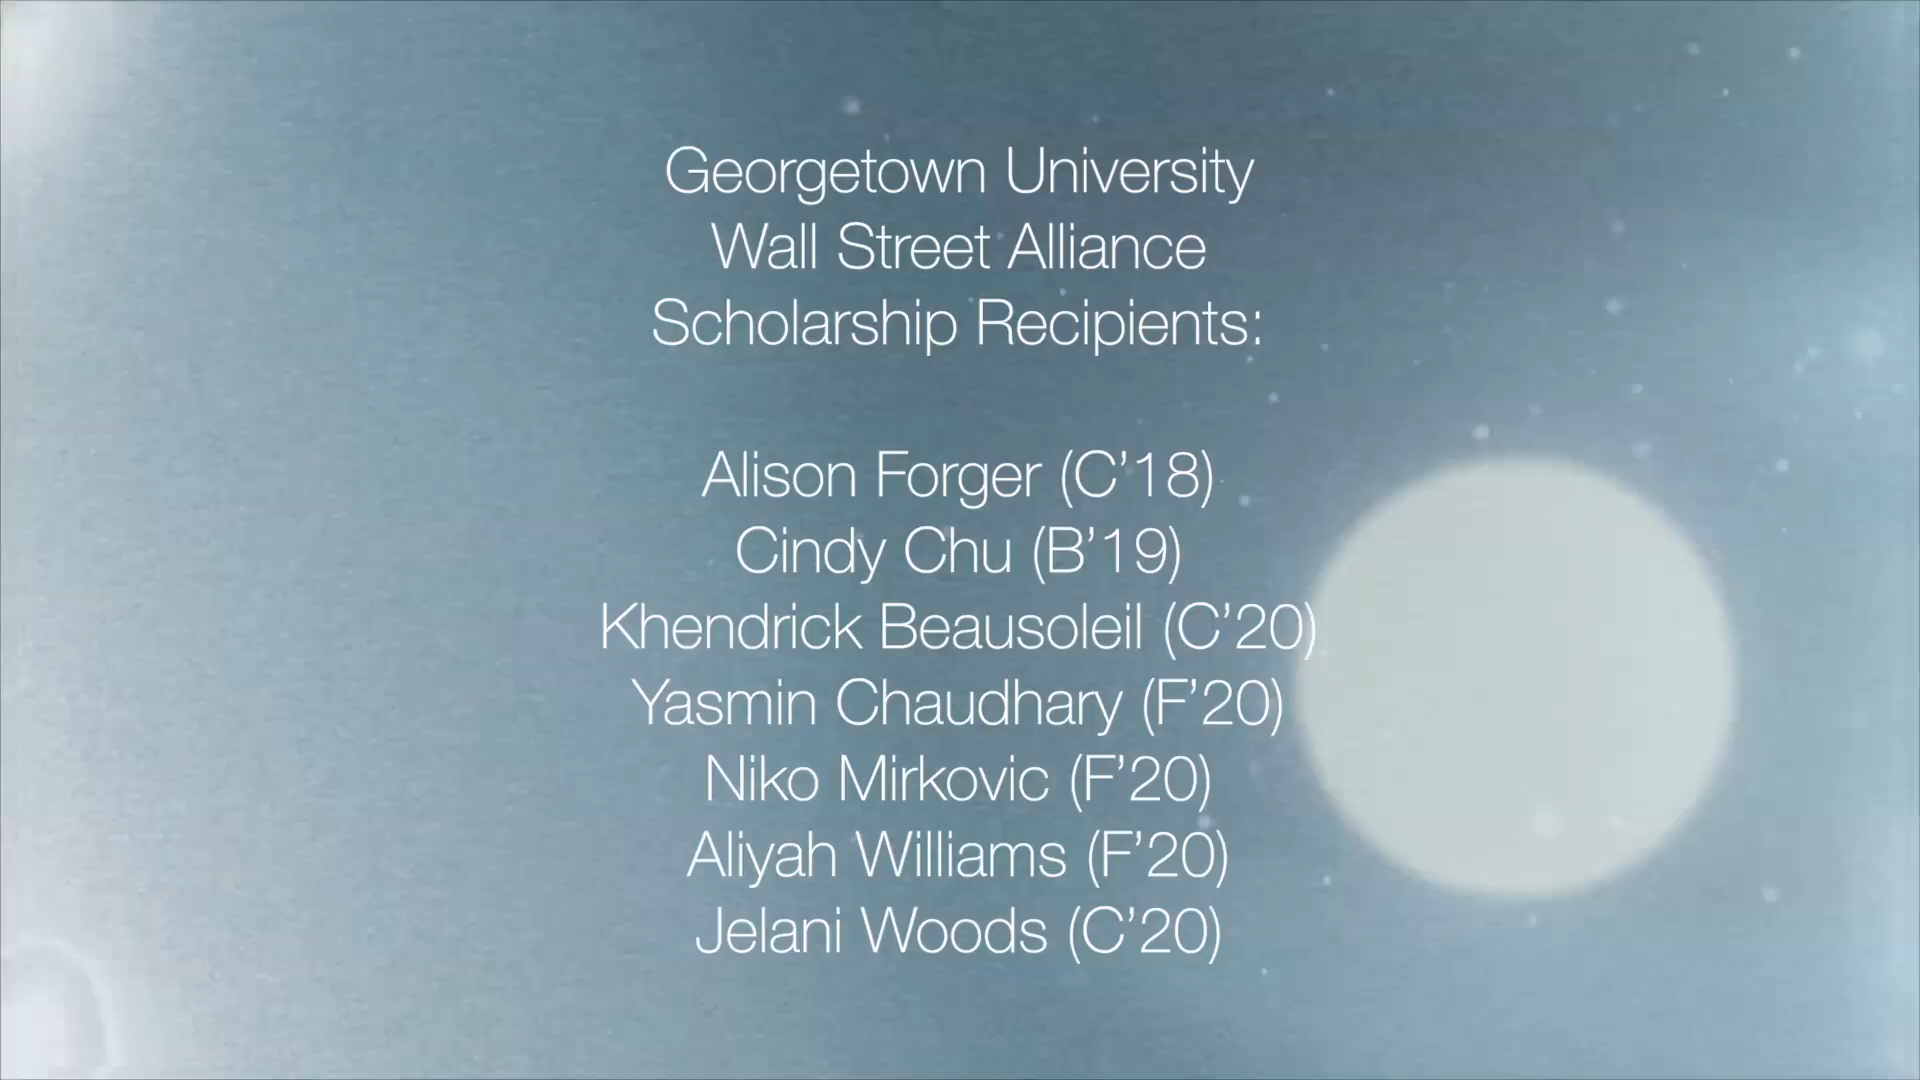 Georgetown University
Wall Street Alliance
Scholarship Recipients:
Alison Forger (C’18)
Cindy Chu (B’19)
Khendrick Beausoleil (C’20)
Yasmin Chaudhary (F’20)
Niko Mirkovic (F’20)
Aliyah Williams (F’20)
Jelani Woods (C’20)